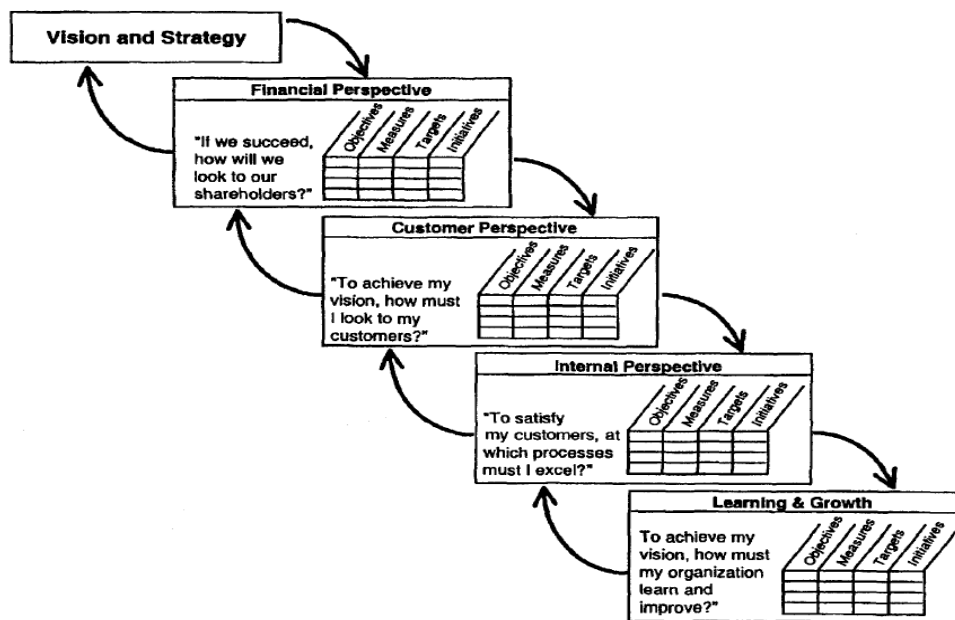 Vision and Strategy
Financial Perspective
"If we succeed,
how will we
look to our
shareholders?"
Objectives
Measures
Targets
Initiatives
Customer Perspective
"To achieve my
vision, how must
I look to my
customers?"
Objectives
Measures
Targets
Initiatives
Internal Perspective
"To satisfy
my customers, at
which processes
must I excel?"
Objectives
Measures
Targets
Initiatives
Learning & Growth
To achieve my
vision, how must
my organization
learn and
improve?"
Objectives
Measures
Targets
Initiatives